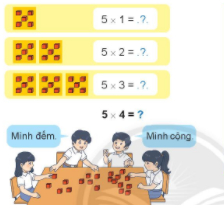 5 × 1 = .?.
5 × 2 = .?.
5 × 3 = .?.
5 × 4 = ?
Mình đếm.
Mình cộng.